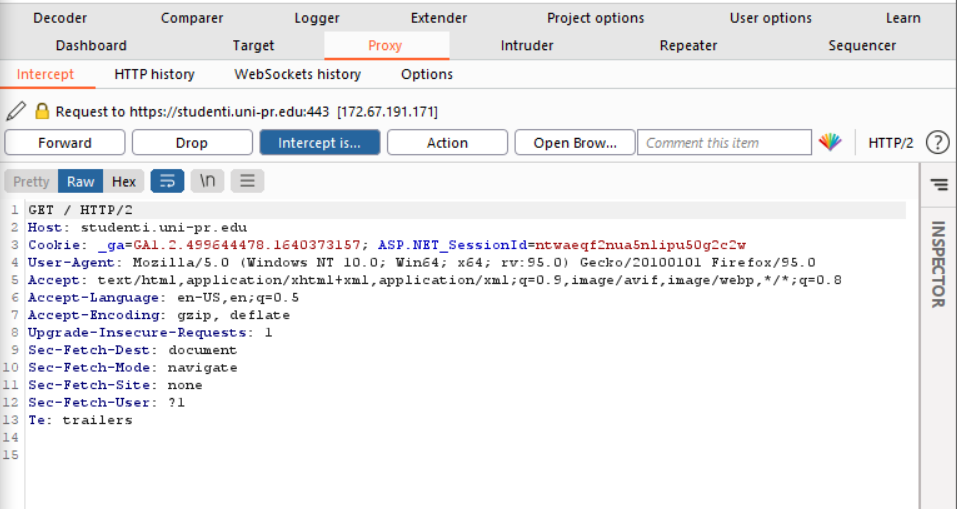 Decoder Comparer Logger Extender Project options User options Learn
Dashboard Target Proxy Intruder Repeater Sequencer
Intercept HTTP history WebSockets history Options
Request to https://studenti.uni-pr.edu:443 [172.67.191.171]
Forward Drop Intercept is... Action Open Brow... Comment this item HTTP/2 ?
Pretty Raw Hex \n
1 GET / HTTP/2
2 Host: studenti.uni-pr.edu
3 Cookie: _ga=GA1.2.499644478.1640373157; ASP.NET_SessionId=ntwaeqf2nua5nlipu50g2c2w
4 User-Agent: Mozilla/5.0 (Windows NT 10.0; Win64; x64; rv:95.0) Gecko/20100101 Firefox/95.0
5 Accept: text/html,application/xhtml+xml,application/xml;q=0.9,image/avif,image/webp,*/*;q=0.8
6 Accept-Language: en-US,en;q=0.5
7 Accept-Encoding: gzip, deflate
8 Upgrade-Insecure-Requests: 1
9 Sec-Fetch-Dest: document
10 Sec-Fetch-Mode: navigate
11 Sec-Fetch-Site: none
12 Sec-Fetch-User: ?1
13 Te: trailers
14
15
INSPECTOR